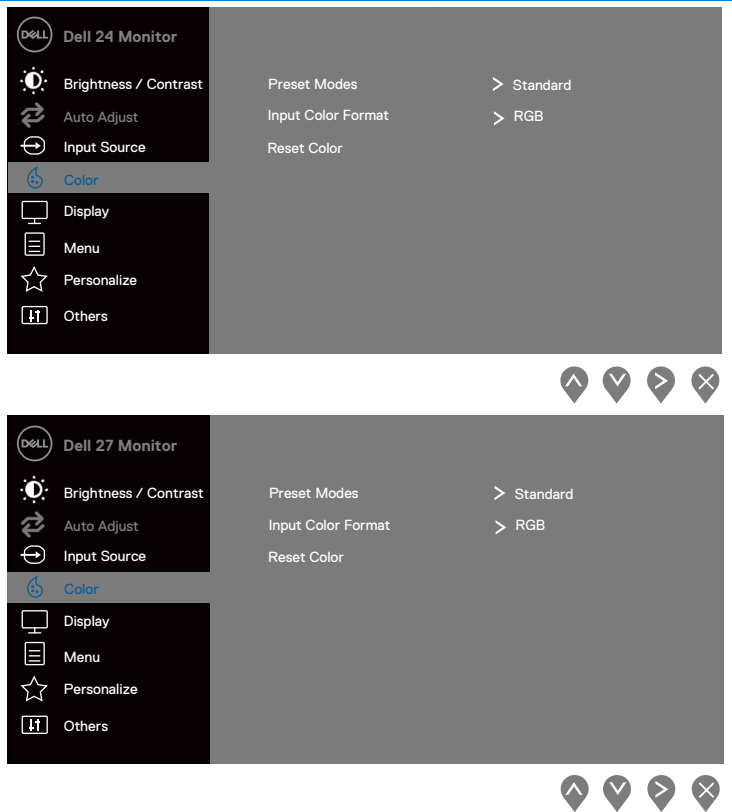 DELL Dell 24 Monitor
Brightness / Contrast Preset Modes > Standard
Auto Adjust Input Color Format > RGB
Input Source Reset Color
Color
Display
Menu
Personalize
Others
DELL Dell 27 Monitor
Brightness / Contrast Preset Modes > Standard
Auto Adjust Input Color Format > RGB
Input Source Reset Color
Color
Display
Menu
Personalize
Others